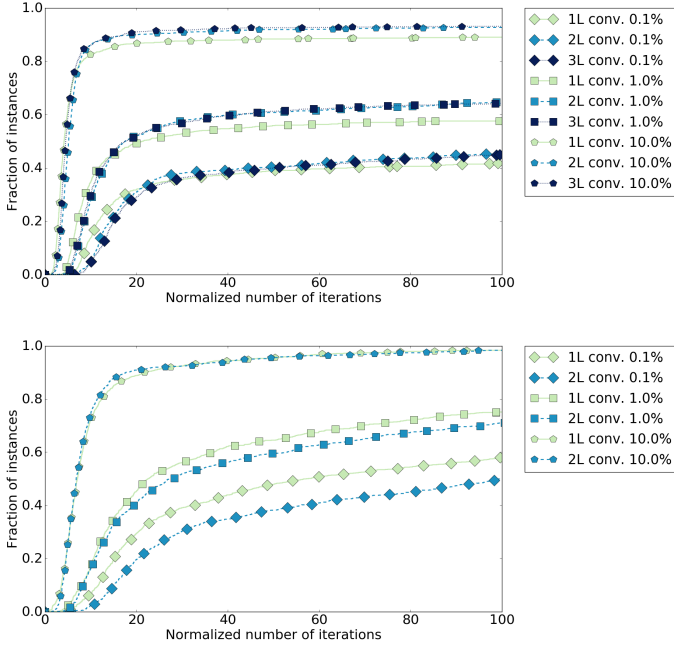 1.0
0.8
0.6
0.4
0.2
0.0
Fraction of instances
0 20 40 60 80 100
Normalized number of iterations
1L conv. 0.1%
2L conv. 0.1%
3L conv. 0.1%
1L conv. 1.0%
2L conv. 1.0%
3L conv. 1.0%
1L conv. 10.0%
2L conv. 10.0%
3L conv. 10.0%
1.0
0.8
0.6
0.4
0.2
0.0
Fraction of instances
0 20 40 60 80 100
Normalized number of iterations
1L conv. 0.1%
2L conv. 0.1%
1L conv. 1.0%
2L conv. 1.0%
1L conv. 10.0%
2L conv. 10.0%